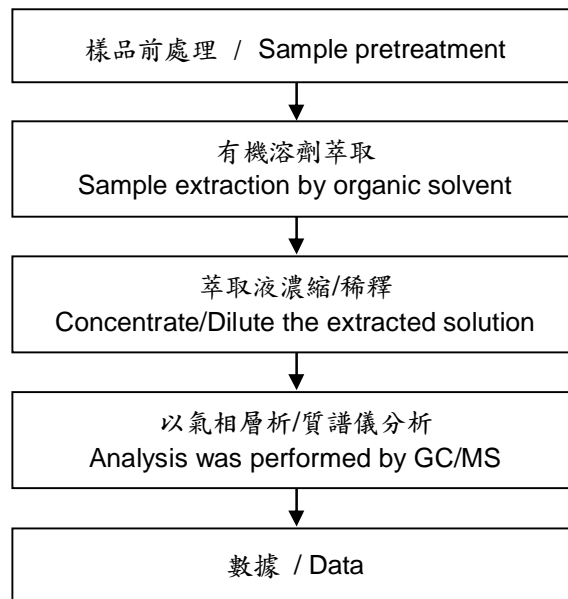 樣品前處理 / Sample pretreatment
有機溶劑萃取
Sample extraction by organic solvent
萃取液濃縮/稀釋
Concentrate/Dilute the extracted solution
以氣相層析/質譜儀分析
Analysis was performed by GC/MS
數據 / Data